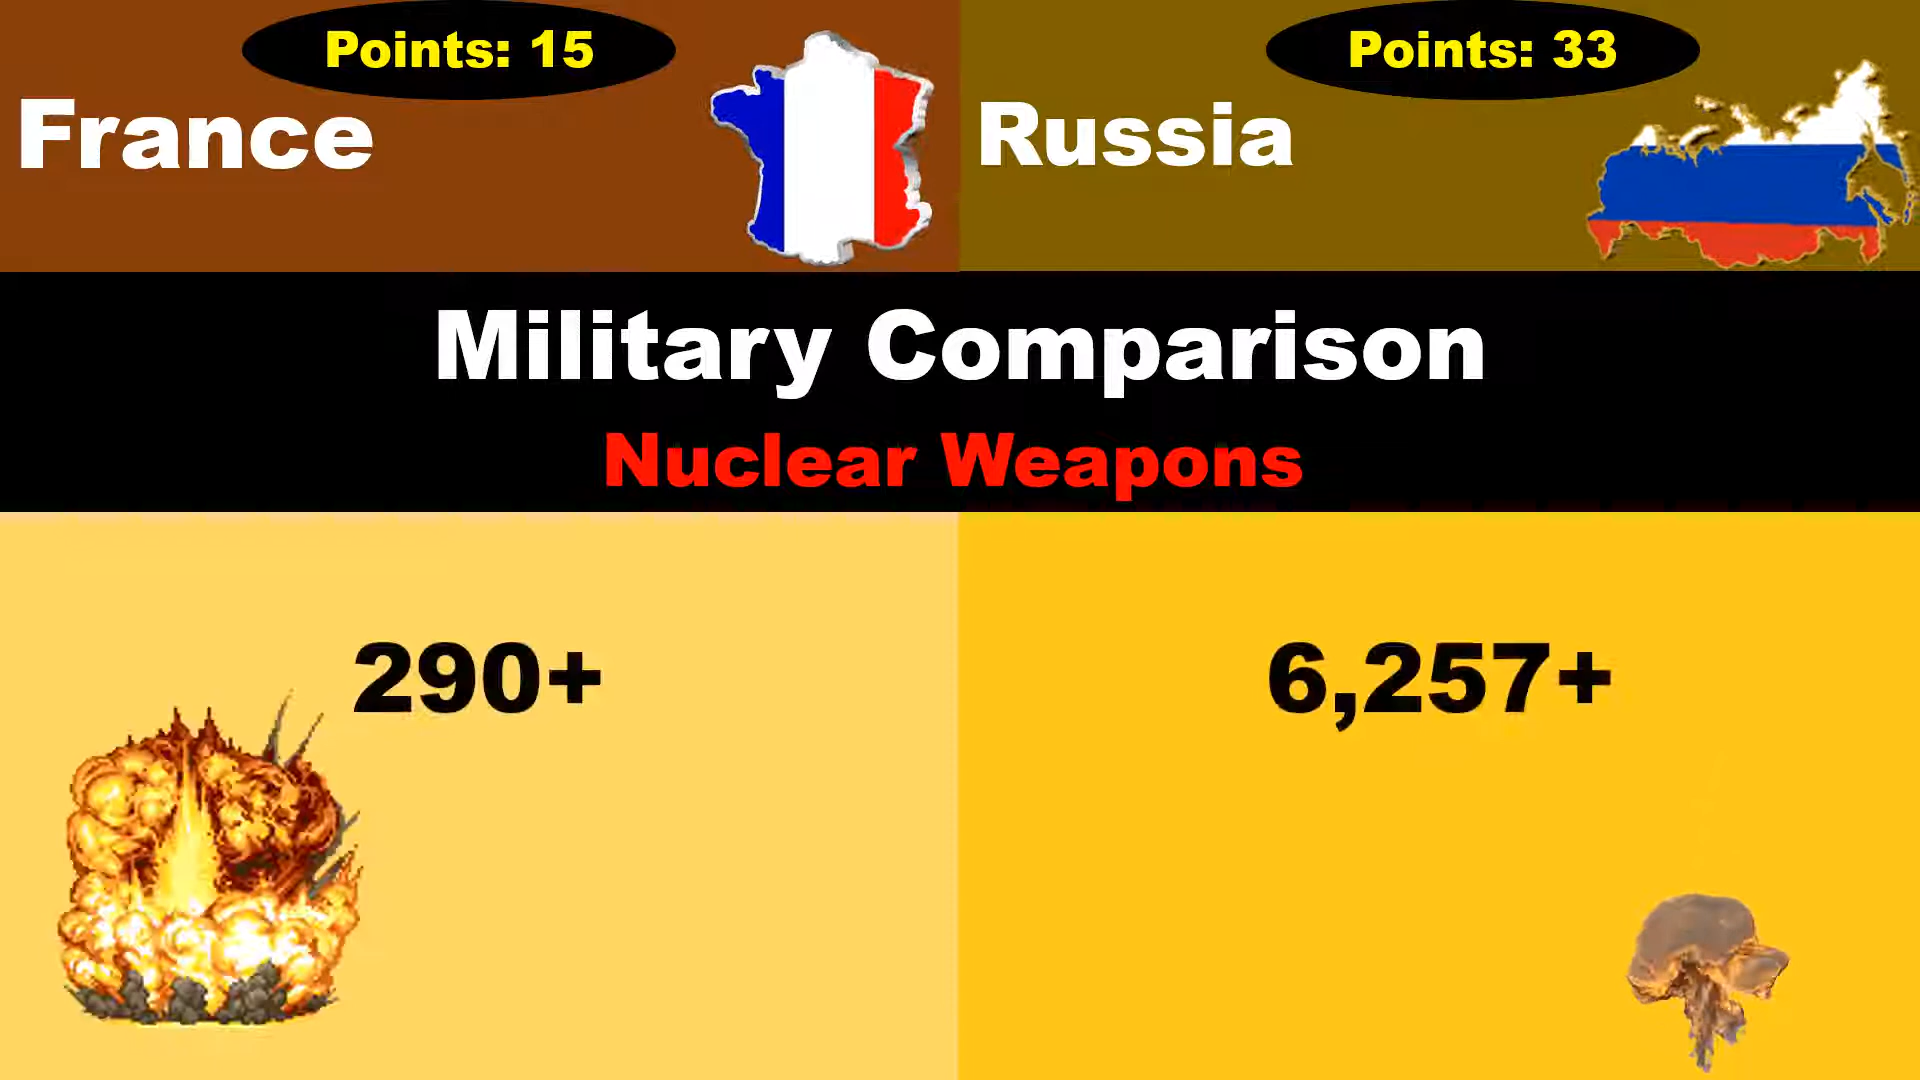 Points: 15
Points: 33
France
Russia
Military Comparison
Nuclear Weapons
290+
6,257+